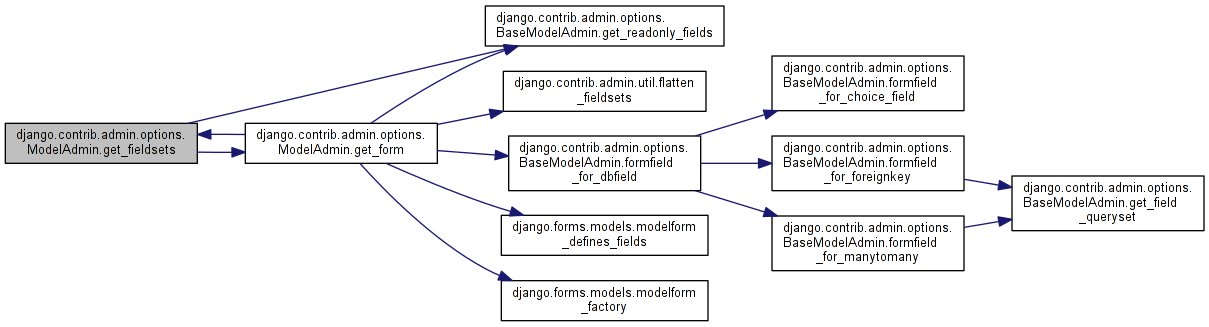 django.contrib.admin.options.
ModelAdmin.get_fieldsets
django.contrib.admin.options.
ModelAdmin.get_form
django.contrib.admin.options.
BaseModelAdmin.get_readonly_fields
django.contrib.admin.util.flatten
_fieldsets
django.contrib.admin.options.
BaseModelAdmin.formfield
_for_dbfield
django.forms.models.modelform
_defines_fields
django.forms.models.modelform
_factory
django.contrib.admin.options.
BaseModelAdmin.formfield
_for_choice_field
django.contrib.admin.options.
BaseModelAdmin.formfield
_for_foreignkey
django.contrib.admin.options.
BaseModelAdmin.formfield
_for_manytomany
django.contrib.admin.options.
BaseModelAdmin.get_field
_queryset